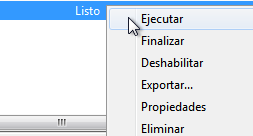 Listo
Ejecutar
Finalizar
Deshabilitar
Exportar...
Propiedades
Eliminar